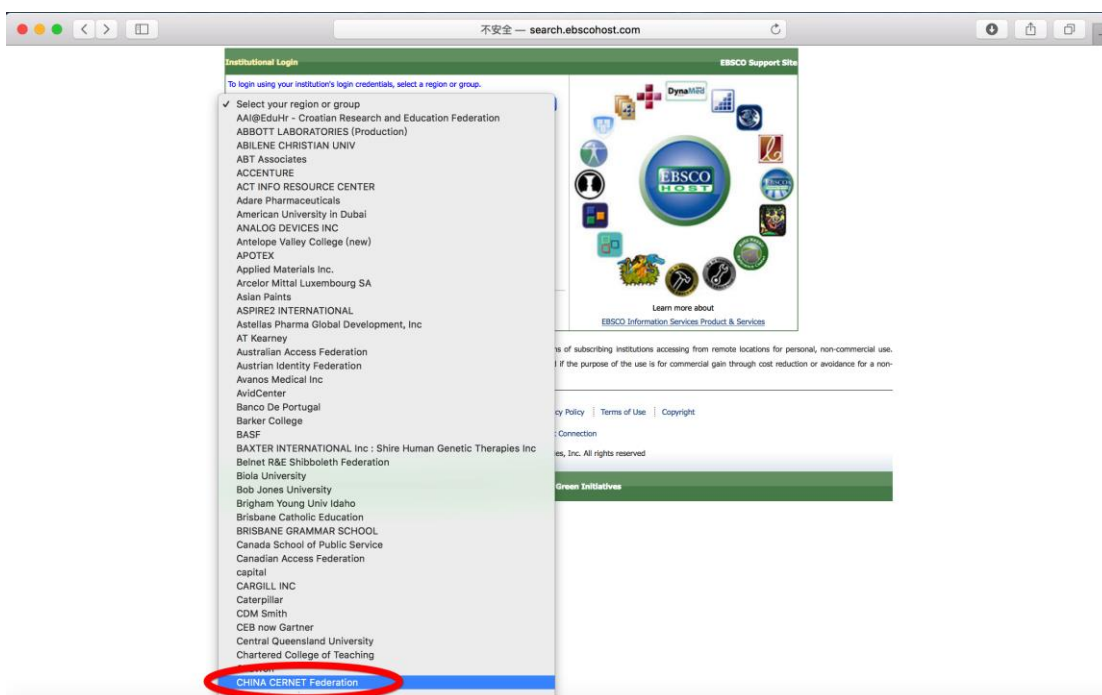 不安全 — search.ebscohost.com
Institutional Login
EBSCO Support Site
To login using your institution's login credentials, select a region or group.
✓ Select your region or group
AAI@EduHr - Croatian Research and Education Federation
ABBOTT LABORATORIES (Production)
ABILENE CHRISTIAN UNIV
ABT Associates
ACCENTURE
ACT INFO RESOURCE CENTER
Adare Pharmaceuticals
American University in Dubai
ANALOG DEVICES INC
Antelope Valley College (new)
APOTEX
Applied Materials Inc.
Arcelor Mittal Luxembourg SA
Asian Paints
ASPIRE2 INTERNATIONAL
Astellas Pharma Global Development, Inc
AT Kearney
Australian Access Federation
Austrian Identity Federation
Avanos Medical Inc
AvidCenter
Banco De Portugal
Barker College
BASF
BAXTER INTERNATIONAL Inc : Shire Human Genetic Therapies Inc
Belnet R&E Shibboleth Federation
Biola University
Bob Jones University
Brigham Young Univ Idaho
Brisbane Catholic Education
BRISBANE GRAMMAR SCHOOL
Canada School of Public Service
Canadian Access Federation
capital
CARGILL INC
Caterpillar
CDM Smith
CEB now Gartner
Central Queensland University
Chartered College of Teaching
CHINA CERNET Federation
DynaMed
EBSCO
HOST
Learn more about
EBSCO Information Services Product & Services
ns of subscribing institutions accessing from remote locations for personal, non-commercial use.
if the purpose of the use is for commercial gain through cost reduction or avoidance for a non-
cy Policy Terms of Use Copyright
Connection
es, Inc. All rights reserved
Green Initiatives